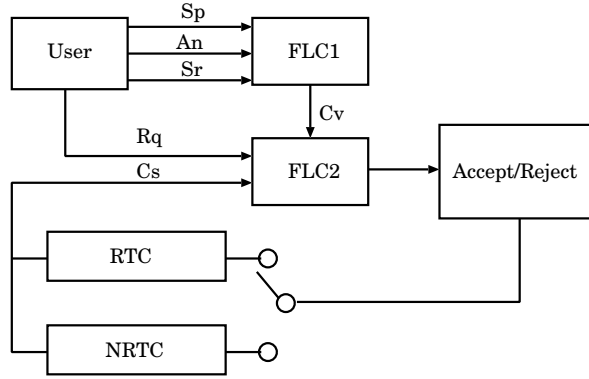 Sp
User
An
FLC1
Sr
Cv
Rq
FLC2
Accept/Reject
Cs
RTC
NRTC